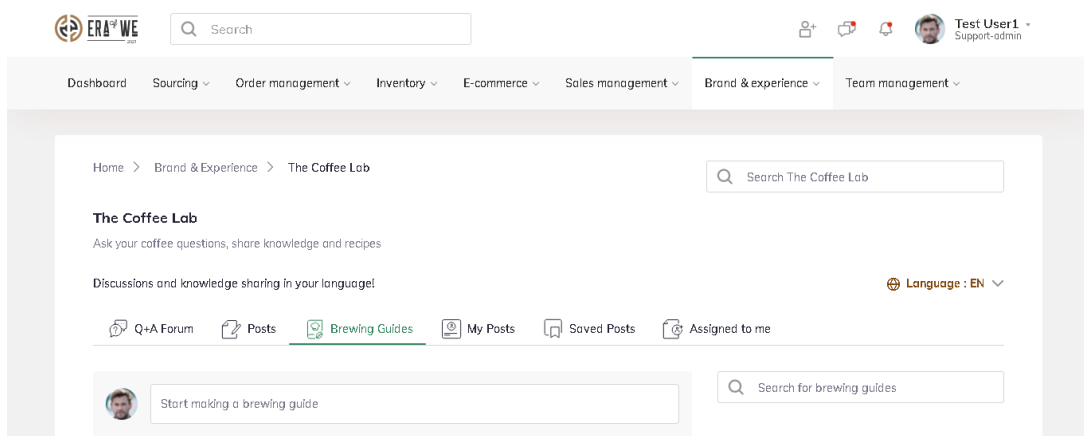 ERA OF WE
Search
Test User1
Support-admin
Dashboard Sourcing Order management Inventory E-commerce Sales management Brand & experience Team management
Home > Brand & Experience > The Coffee Lab
Search The Coffee Lab
The Coffee Lab
Ask your coffee questions, share knowledge and recipes
Discussions and knowledge sharing in your language!
Language : EN
Q+A Forum Posts Brewing Guides My Posts Saved Posts Assigned to me
Start making a brewing guide
Search for brewing guides